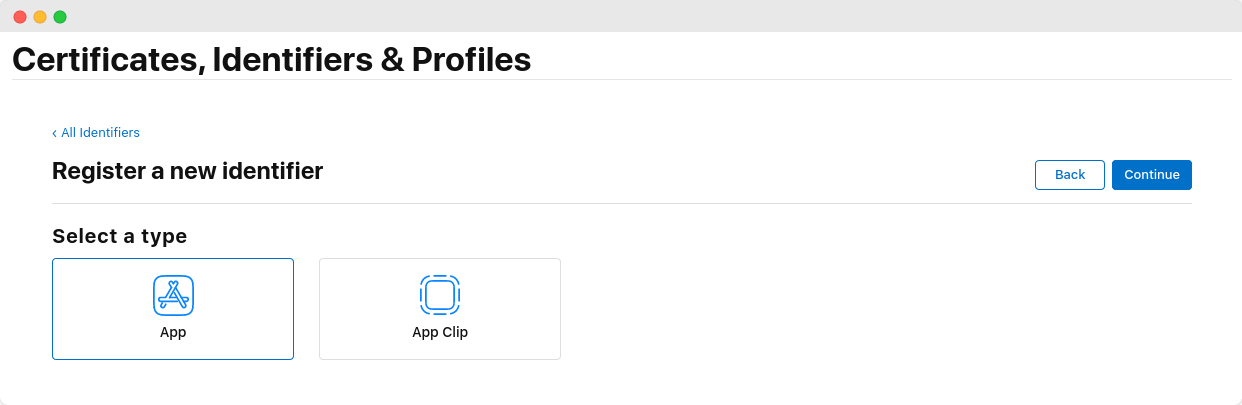 Certificates, Identifiers & Profiles
‹ All Identifiers
Register a new identifier
Back
Continue
Select a type
App
App Clip